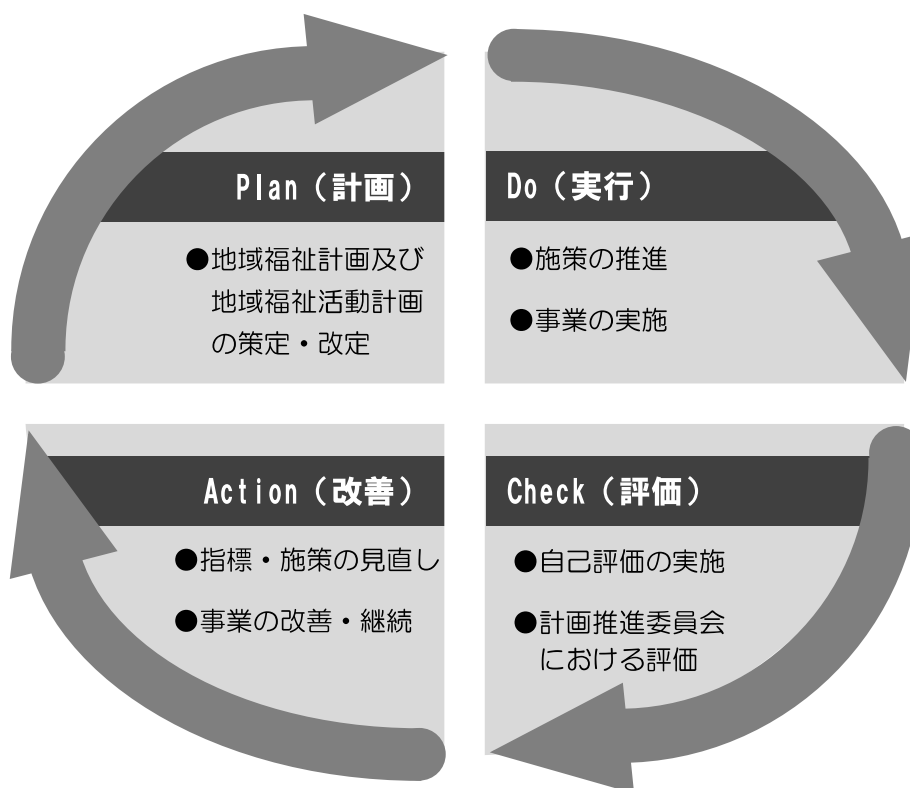 Plan（計画）
●地域福祉計画及び
地域福祉活動計画
の策定・改定
Do（実行）
●施策の推進
●事業の実施
Action（改善）
●指標・施策の見直し
●事業の改善・継続
Check（評価）
●自己評価の実施
●計画推進委員会
における評価